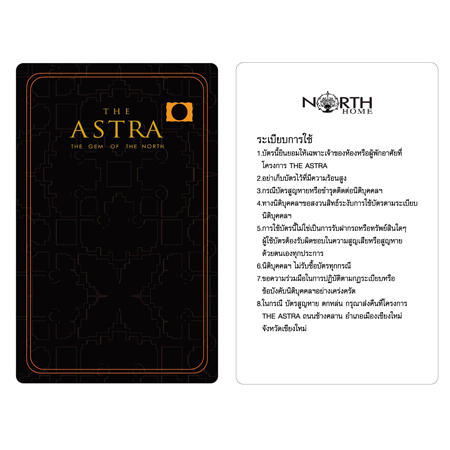 THE
ASTRA
THE GEM OF THE NORTH
NORTH
HOME
ระเบียบการใช้
1.บัตรนี้ยินยอมให้เฉพาะเจ้าของห้องหรือผู้พักอาศัยที่
โครงการ THE ASTRA
2.อย่าเก็บบัตรไว้ที่มีความร้อนสูง
3.กรณีบัตรสูญหายหรือชำรุดติดต่อนิติบุคคลฯ
4.ทางนิติบุคคลฯขอสงวนสิทธ์ระงับการใช้บัตรตามระเบียบ
นิติบุคคลฯ
5.การใช้บัตรนี้ไม่ใช่เป็นการรับฝากรถหรือทรัพย์สินใดๆ
ผู้ใช้บัตรต้องรับผิดชอบในความสูญเสียหรือสูญหาย
ด้วยตนเองทุกประการ
6.นิติบุคคลฯ ไม่รับซื้อบัตรทุกกรณี
7.ขอความร่วมมือในการปฏิบัติตามกฎระเบียบหรือ
ข้อบังคับนิติบุคคลฯอย่างเคร่งครัด
8.ในกรณี บัตรสูญหาย ตกหล่น กรุณาส่งคืนที่โครงการ
THE ASTRA ถนนช้างคลาน อำเภอเมืองเชียงใหม่
จังหวัดเชียงใหม่